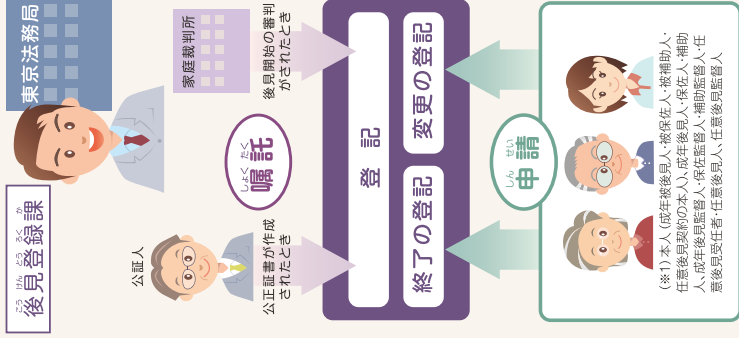 こうけんとうろくか
後見登録課
東京法務局
公証人
家庭裁判所
公正証書が作成
されたとき
しょくたく
嘱託
後見開始の審判
がされたとき
登記
終了の登記
変更の登記
しんせい
申請
(※1)本人(成年被後見人・被保佐人・被補助人・
任意後見契約の本人)、成年後見人・保佐人・補助
人、成年後見監督人・保佐監督人・補助監督人・任
意後見受任者・任意後見人、任意後見監督人